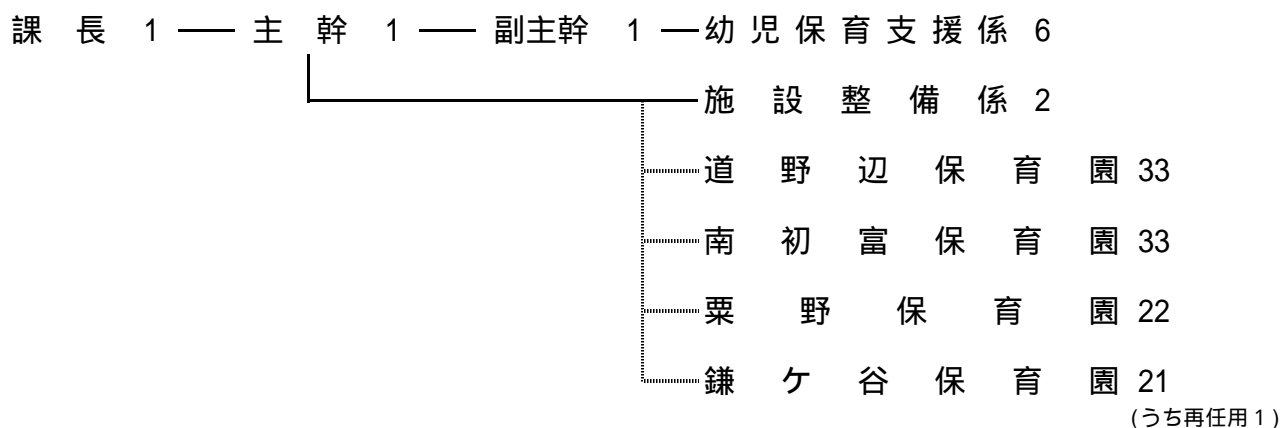 課長 1 主幹 1 副主幹 1 幼児保育支援係 6
施設整備係 2
道野辺保育園 33
南初富保育園 33
粟野保育園 22
鎌ケ谷保育園 21
(うち再任用1)